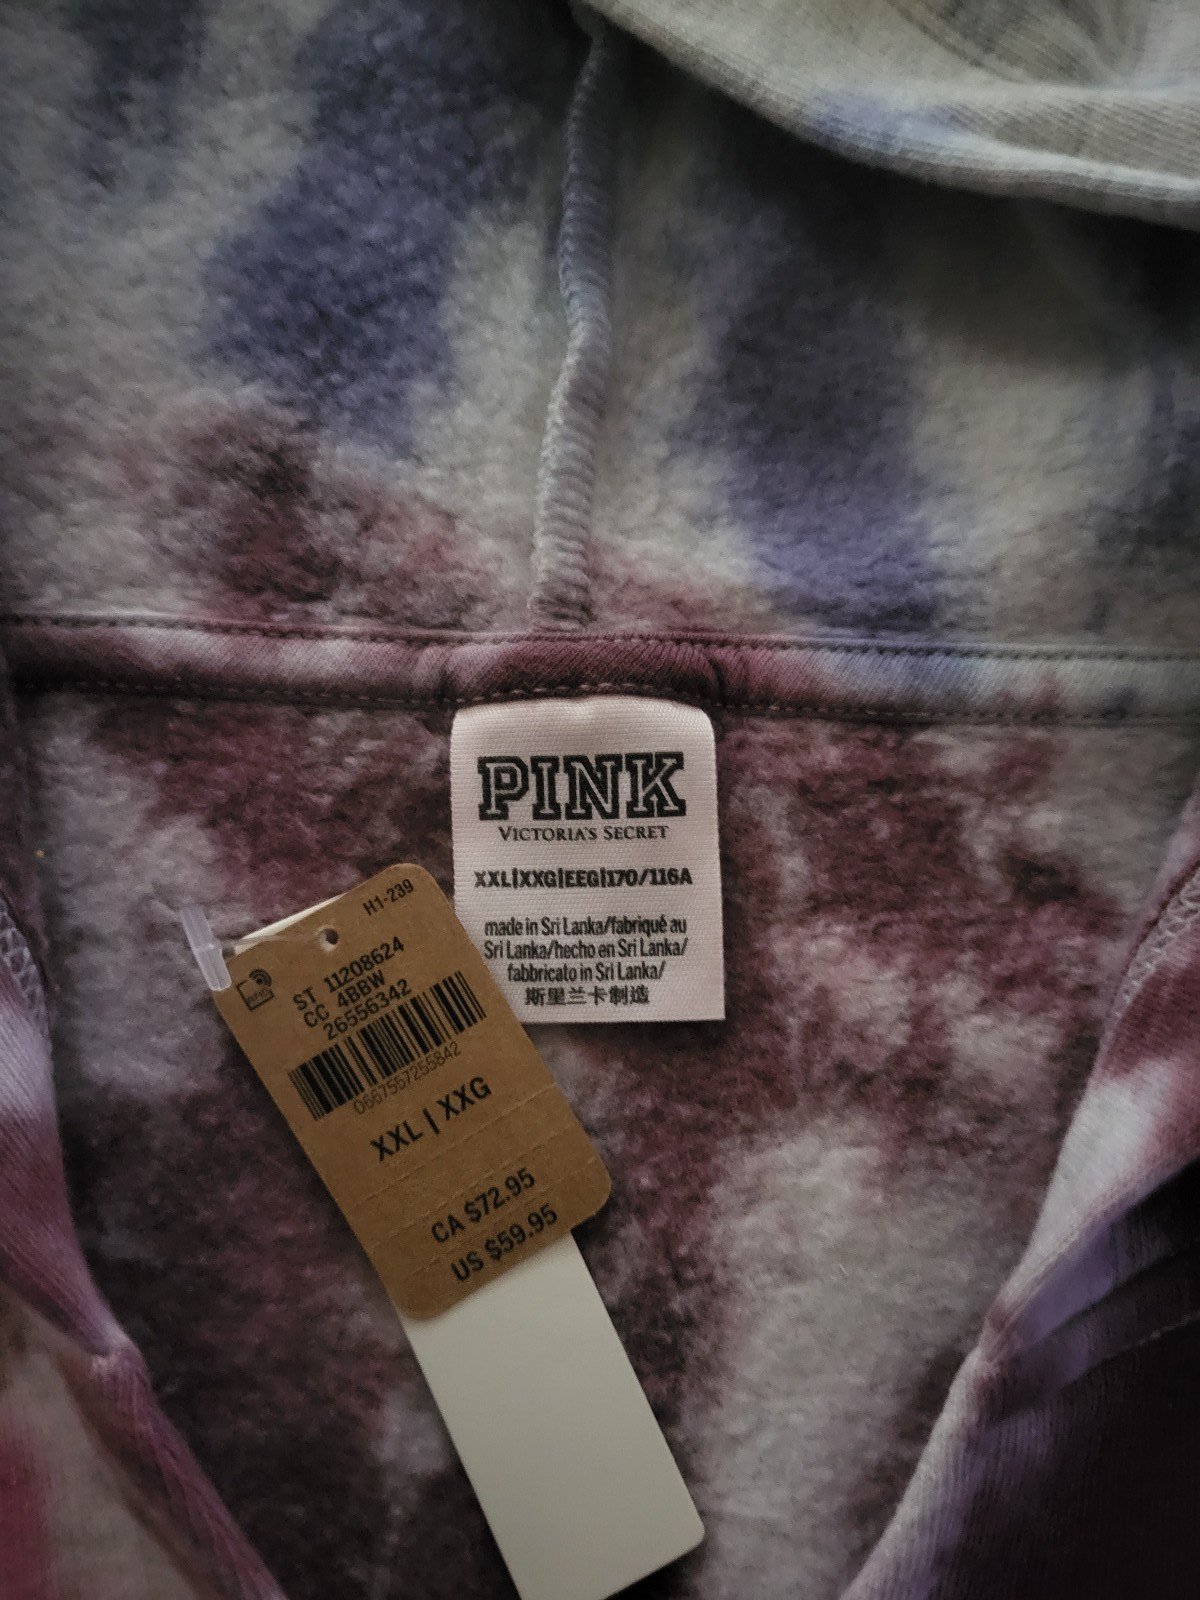 PINK
VICTORIA'S SECRET
XXL|XXG|EEG|170/116A
made in Sri Lanka/fabriqué au
Sri Lanka/hecho en Sri Lanka/
fabbricato in Sri Lanka/
斯里兰卡制造
H1-239
ST 11208624
CC 4BBW
26556342
0667557255842
XXL | XXG
CA $72.95
US $59.95